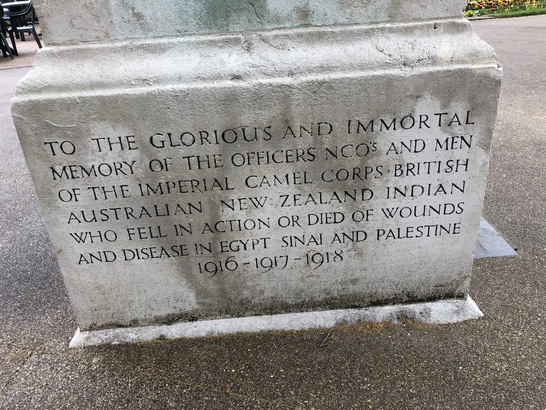 TO THE GLORIOUS AND IMMORTAL
MEMORY OF THE OFFICERS NCO'S AND MEN
OF THE IMPERIAL CAMEL CORPS·BRITISH
AUSTRALIAN NEW ZEALAND INDIAN
WHO FELL IN ACTION OR DIED OF WOUNDS
AND DISEASE IN EGYPT SINAI AND PALESTINE
1916-1917-1918